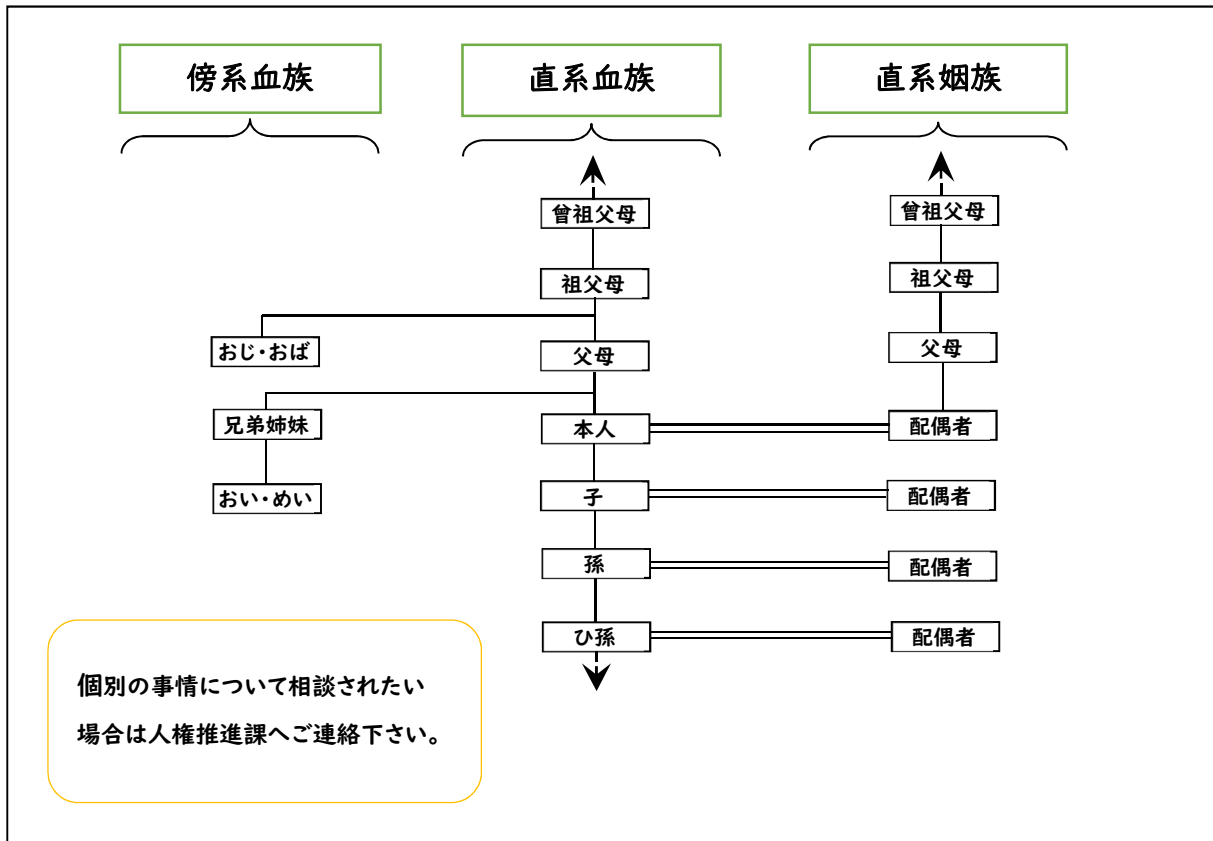 傍系血族
直系血族
直系姻族
曾祖父母
曾祖父母
祖父母
祖父母
おじ・おば
父母
父母
兄弟姉妹
本人
配偶者
おい・めい
子
配偶者
孫
配偶者
ひ孫
配偶者
個別の事情について相談されたい
場合は人権推進課へご連絡下さい。